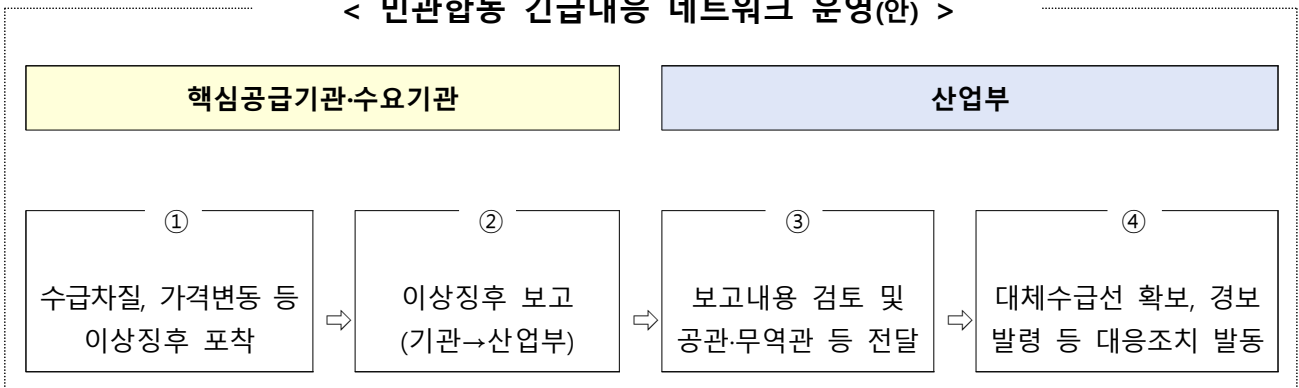 < 민관합동 긴급대응 네트워크 운영(안) >
핵심공급기관·수요기관
산업부
①
수급차질, 가격변동 등
이상징후 포착
⇨
②
이상징후 보고
(기관→산업부)
⇨
③
보고내용 검토 및
공관·무역관 등 전달
⇨
④
대체수급선 확보, 경보
발령 등 대응조치 발동